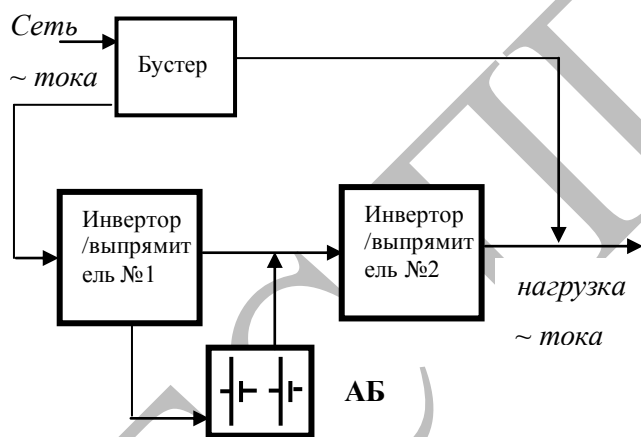 Сеть
~ тока
Бустер
Инвертор
/выпрямит
ель №1
Инвертор
/выпрямит
ель №2
нагрузка
~ тока
АБ